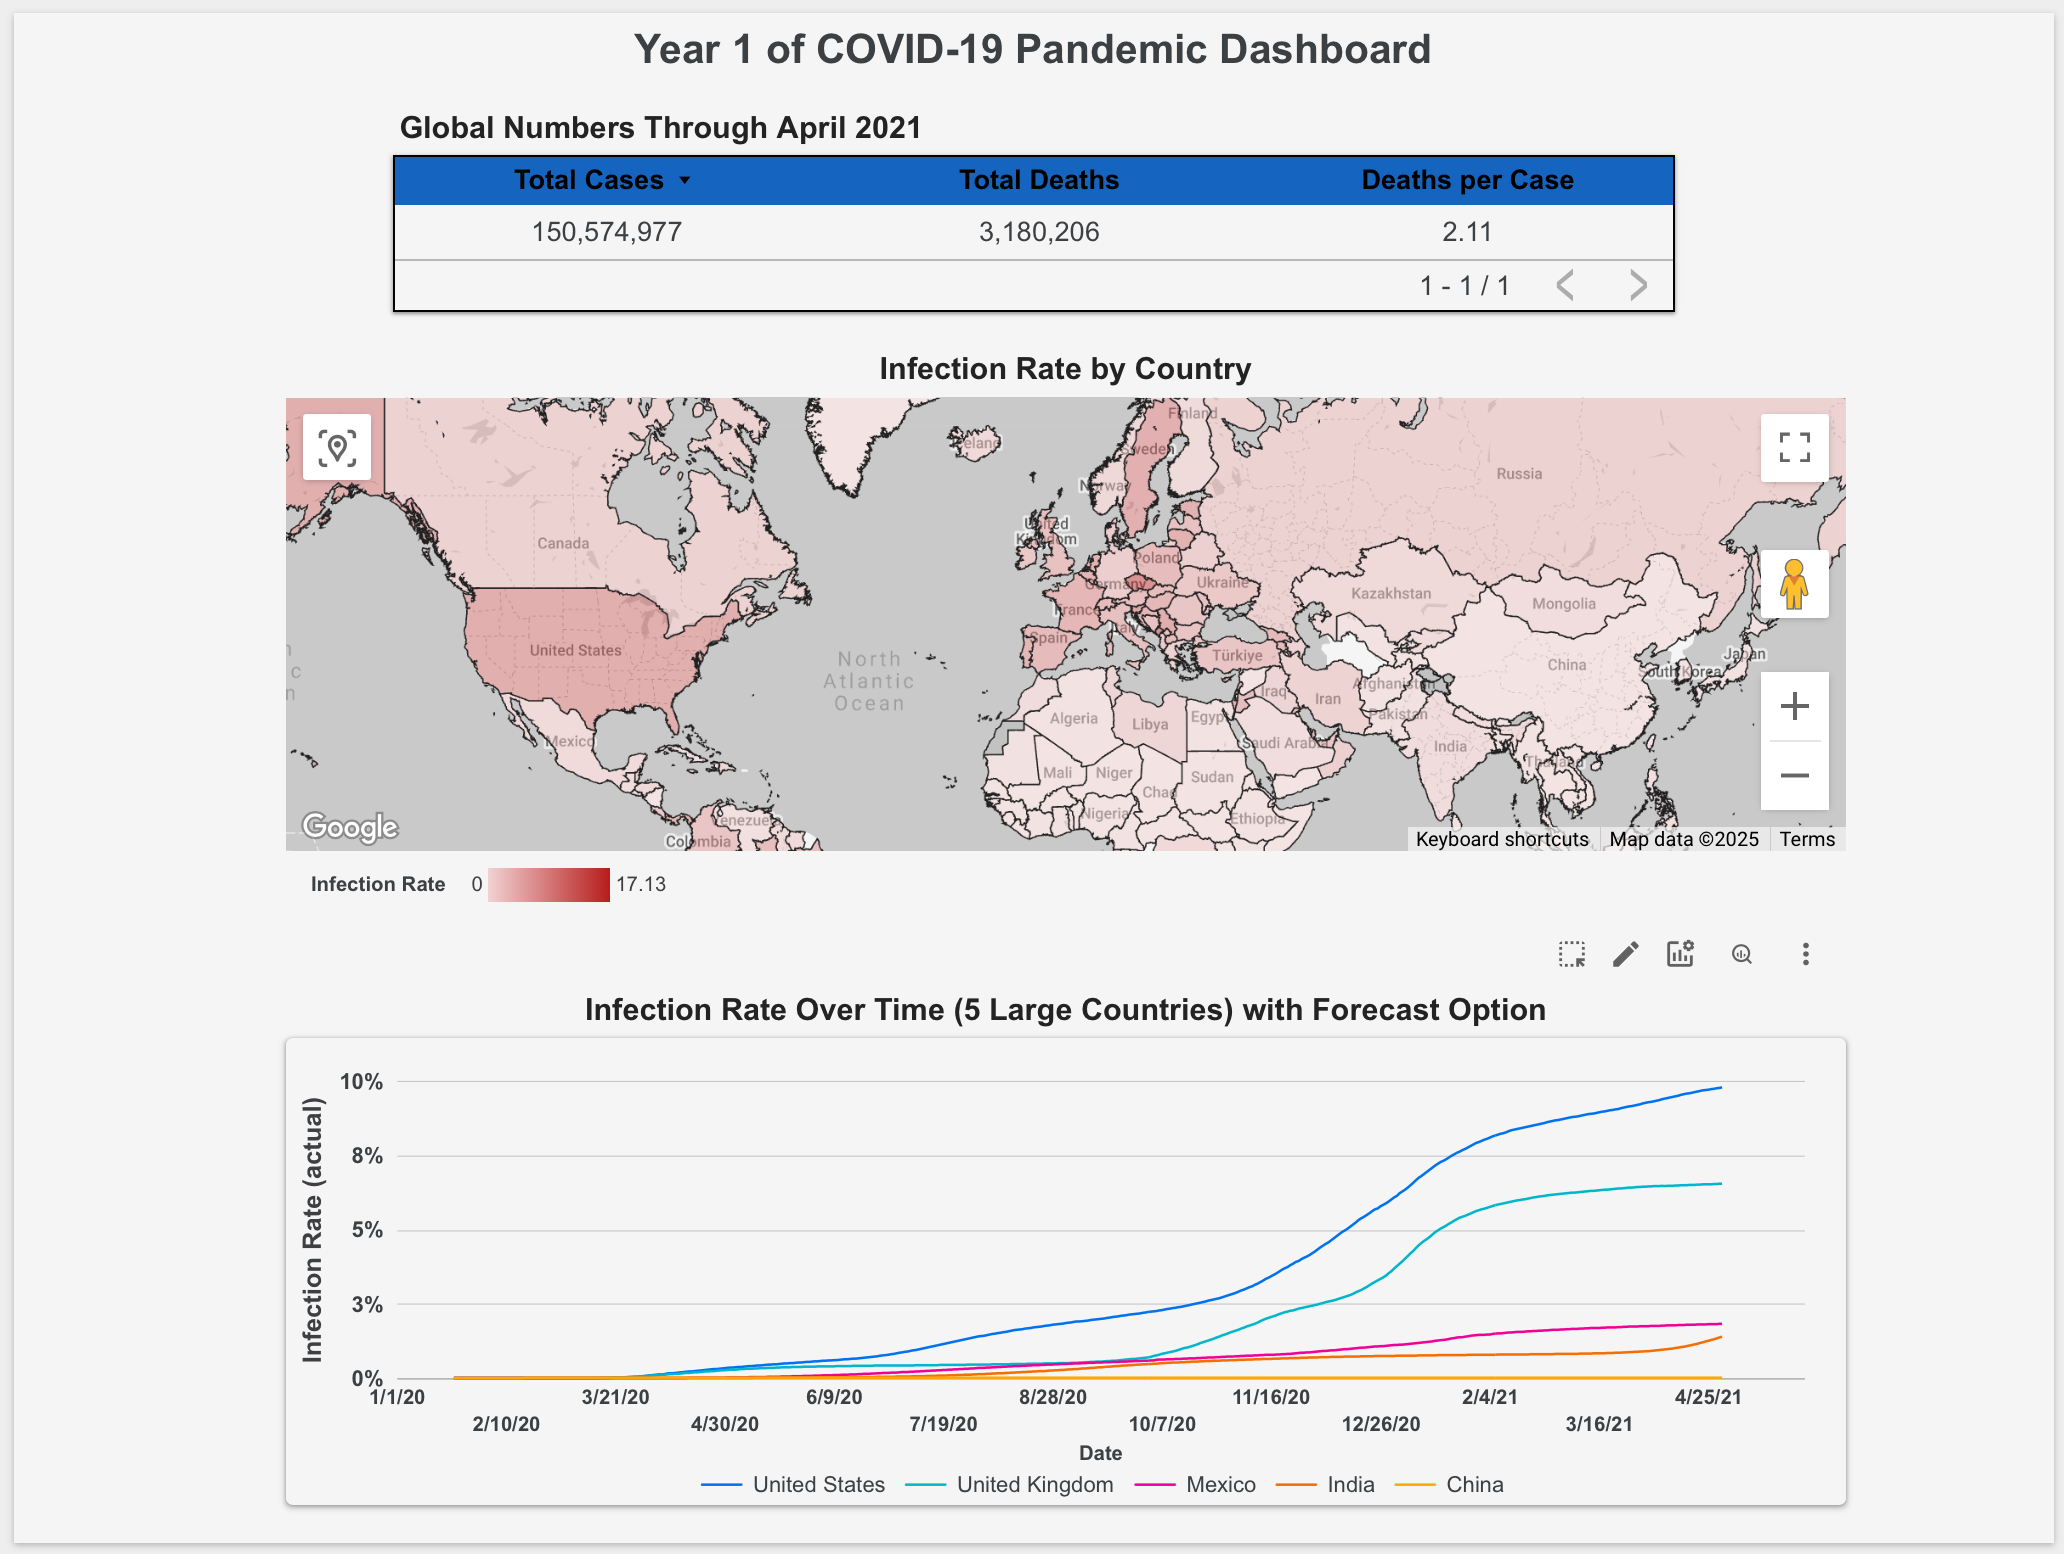 Year 1 of COVID-19 Pandemic Dashboard
Global Numbers Through April 2021
Total Cases Total Deaths Deaths per Case
150,574,977 3,180,206 2.11
1 - 1 / 1
Infection Rate by Country
Finland
Iceland
Sweden
Russia
Norway
United
Kingdom
Canada
Poland
Germany
Ukraine
Kazakhstan
Mongolia
France
Italy
Spain
United States
Türkiye
China
Japan
South Korea
North
Atlantic
Ocean
Afghanistan
Iraq
Iran
Pakistan
Algeria
Libya
Egypt
Saudi Arabia
India
Mexico
Thailand
Mali
Niger
Sudan
Chad
Nigeria
Ethiopia
Venezuela
Colombia
Google
Keyboard shortcuts Map data ©2025 Terms
Infection Rate 0 17.13
Infection Rate Over Time (5 Large Countries) with Forecast Option
Infection Rate (actual)
10%
8%
5%
3%
0%
1/1/20 3/21/20 6/9/20 8/28/20 11/16/20 2/4/21 4/25/21
2/10/20 4/30/20 7/19/20 10/7/20 12/26/20 3/16/21
Date
United States United Kingdom Mexico India China